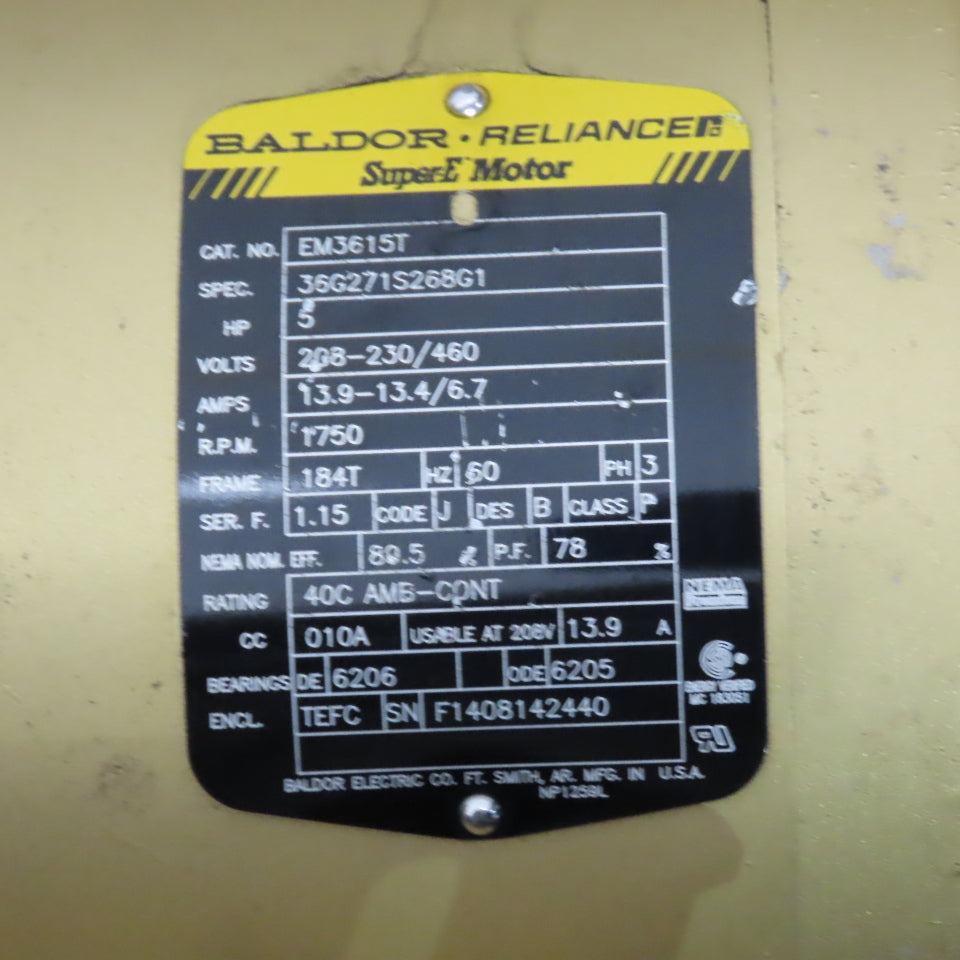 BALDOR · RELIANCE
Super-E Motor
CAT. NO. EM3615T
SPEC. 36G271S268G1
HP 5
VOLTS 208-230/460
AMPS 13.9-13.4/6.7
R.P.M. 1750
FRAME 184T HZ 60 PH 3
SER. F. 1.15 CODE J DES B CLASS
NEMA NOM. EFF. 89.5 % P.F. 78 %
RATING 40C AMB-CONT
CC 010A USABLE AT 208V 13.9 A
BEARINGS DE 6206 ODE 6205
ENCL. TEFC SN F1408142440
NEMA
BALDOR ELECTRIC CO. FT. SMITH, AR. MFG. IN U.S.A.
NP1259L